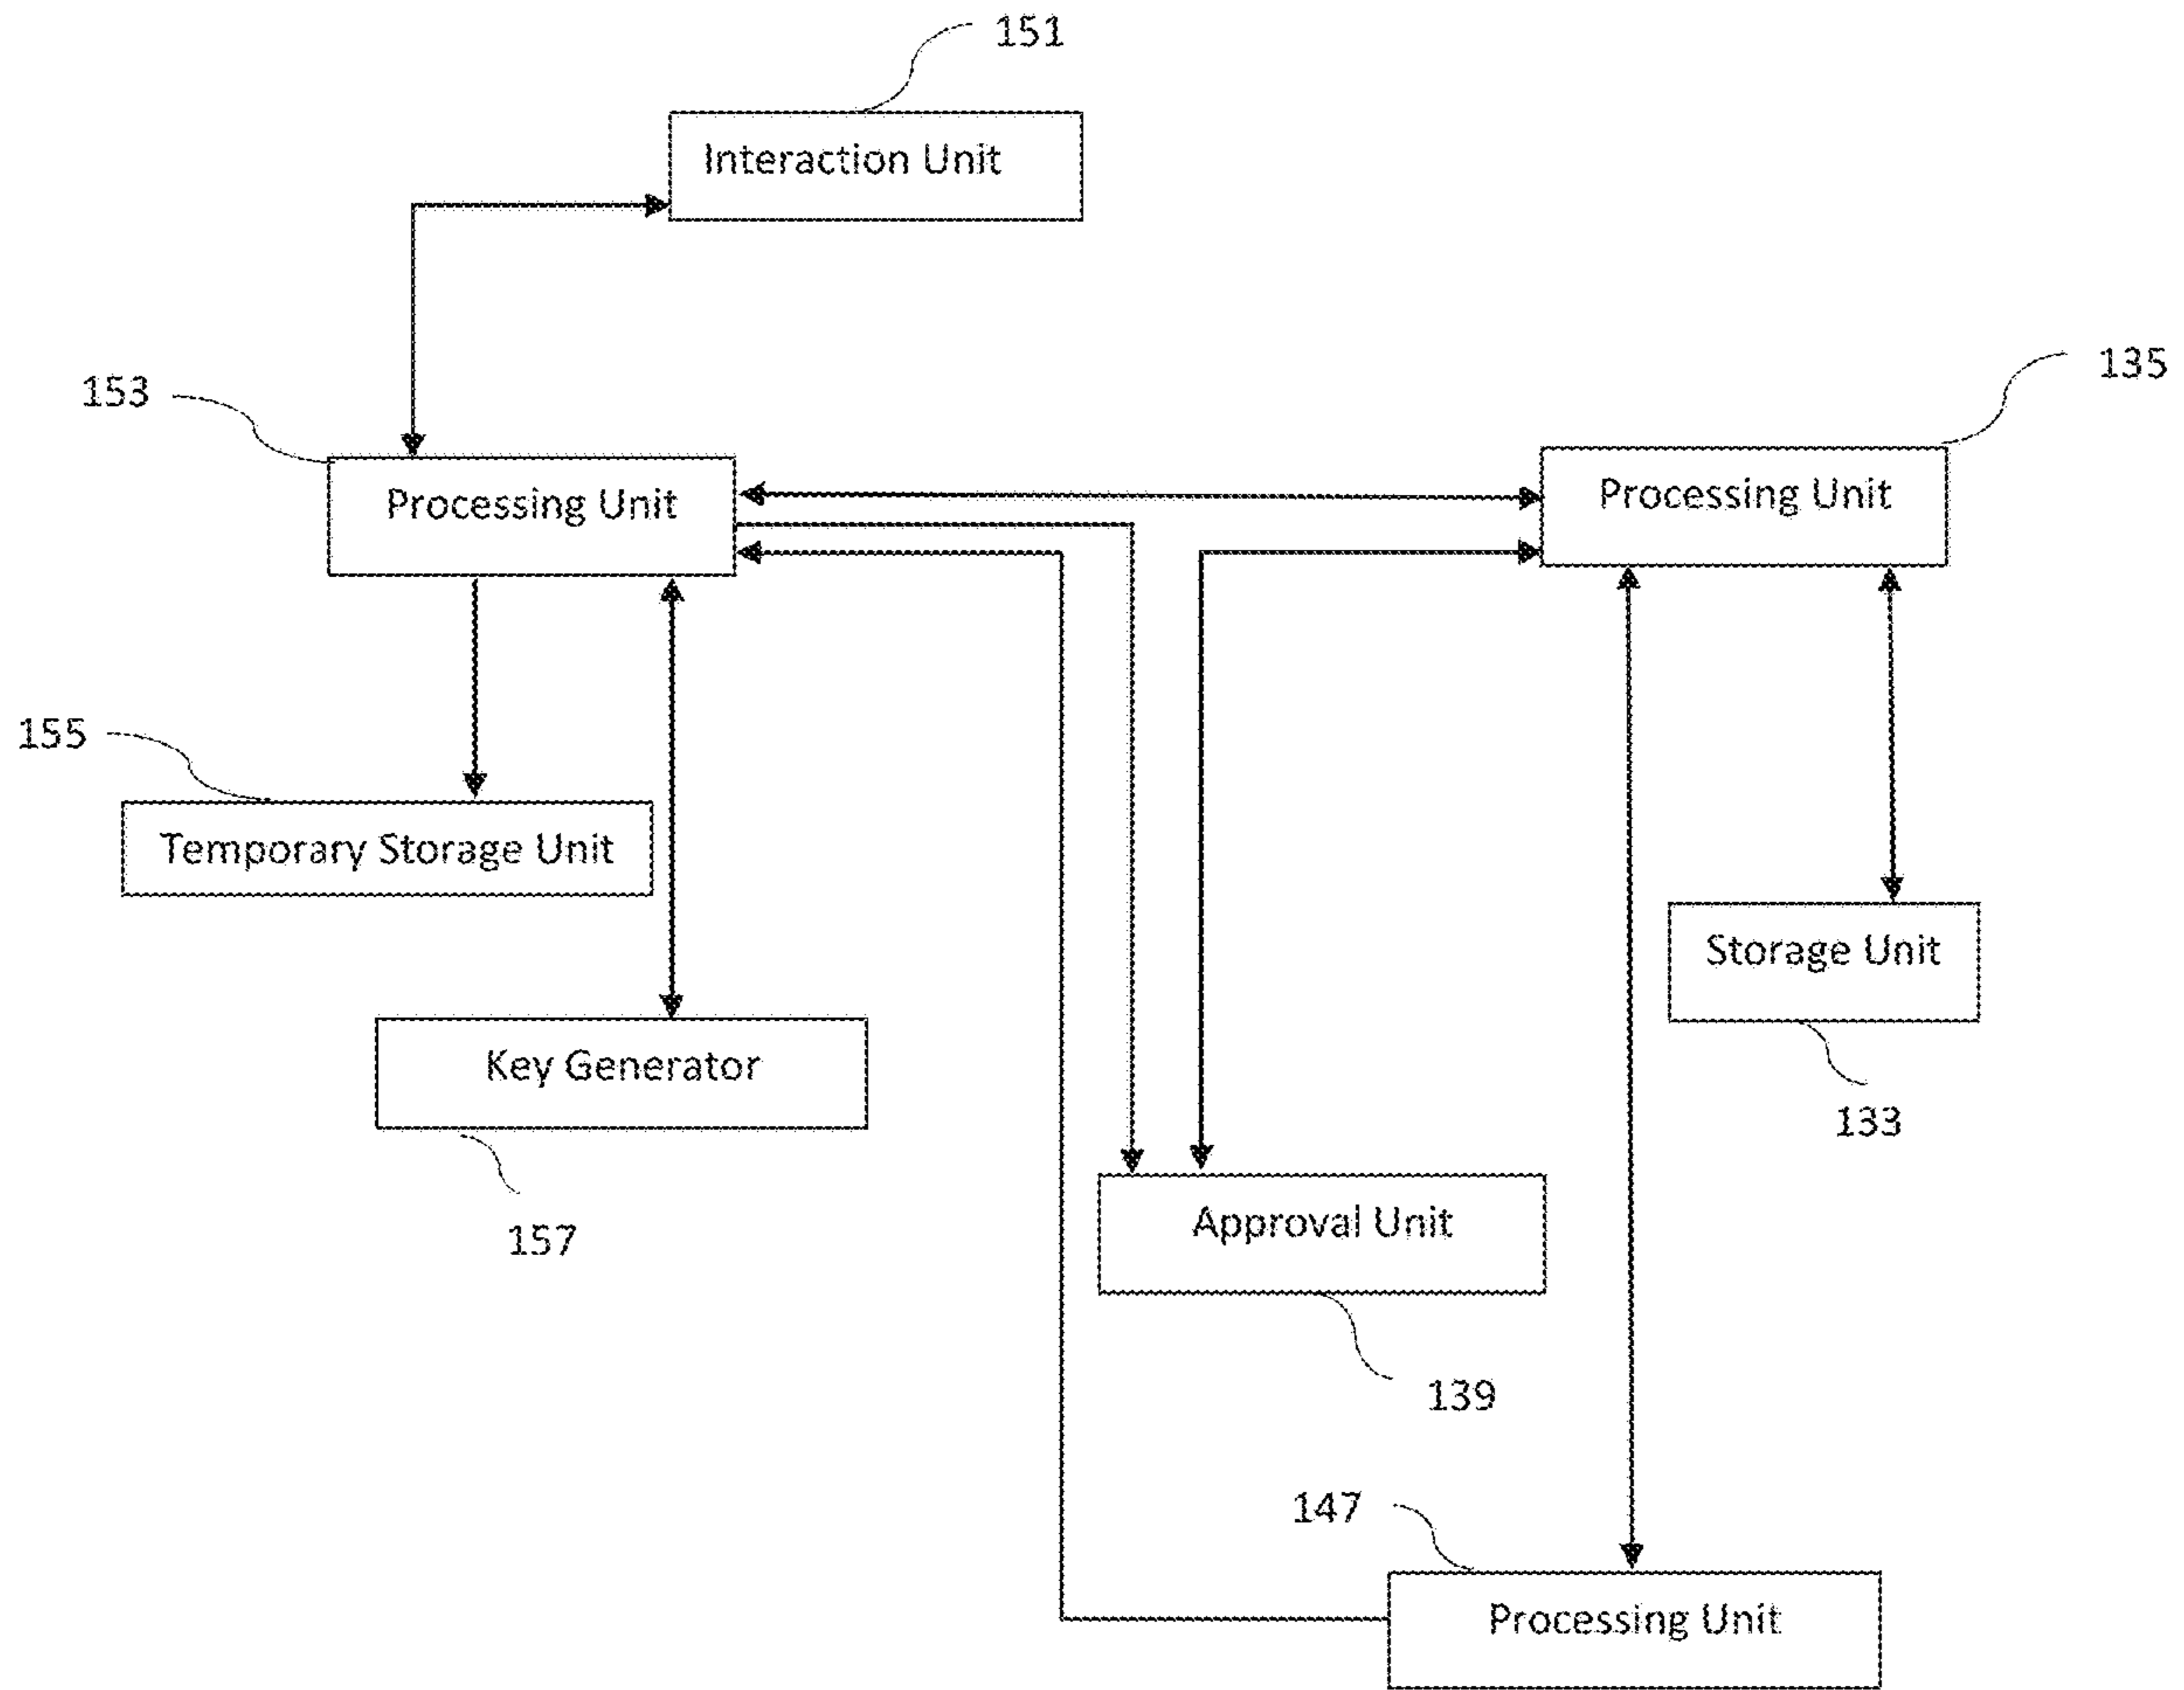 151
Interaction Unit
153
135
Processing Unit
Processing Unit
155
Temporary Storage Unit
Storage Unit
Key Generator
133
157
Approval Unit
139
147
Processing Unit